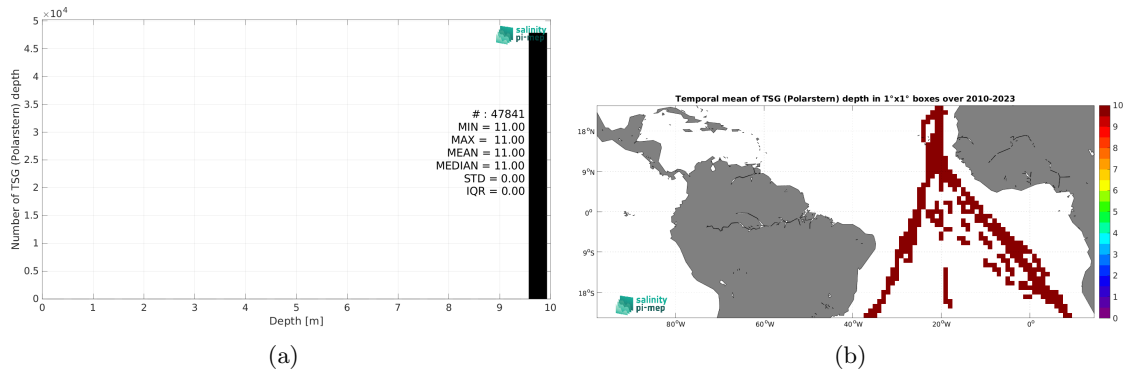 ×10⁴
5
4.5
4
3.5
3
2.5
2
1.5
1
0.5
0
Number of TSG (Polarstern) depth
salinity
pi-mep
# : 47841
MIN = 11.00
MAX = 11.00
MEAN = 11.00
MEDIAN = 11.00
STD = 0.00
IQR = 0.00
0 1 2 3 4 5 6 7 8 9 10
Depth [m]
(a)
Temporal mean of TSG (Polarstern) depth in 1°x1° boxes over 2010-2023
18°N
9°N
0°
9°S
18°S
salinity
pi-mep
80°W 60°W 40°W 20°W 0°
10
9
8
7
6
5
4
3
2
1
0
(b)